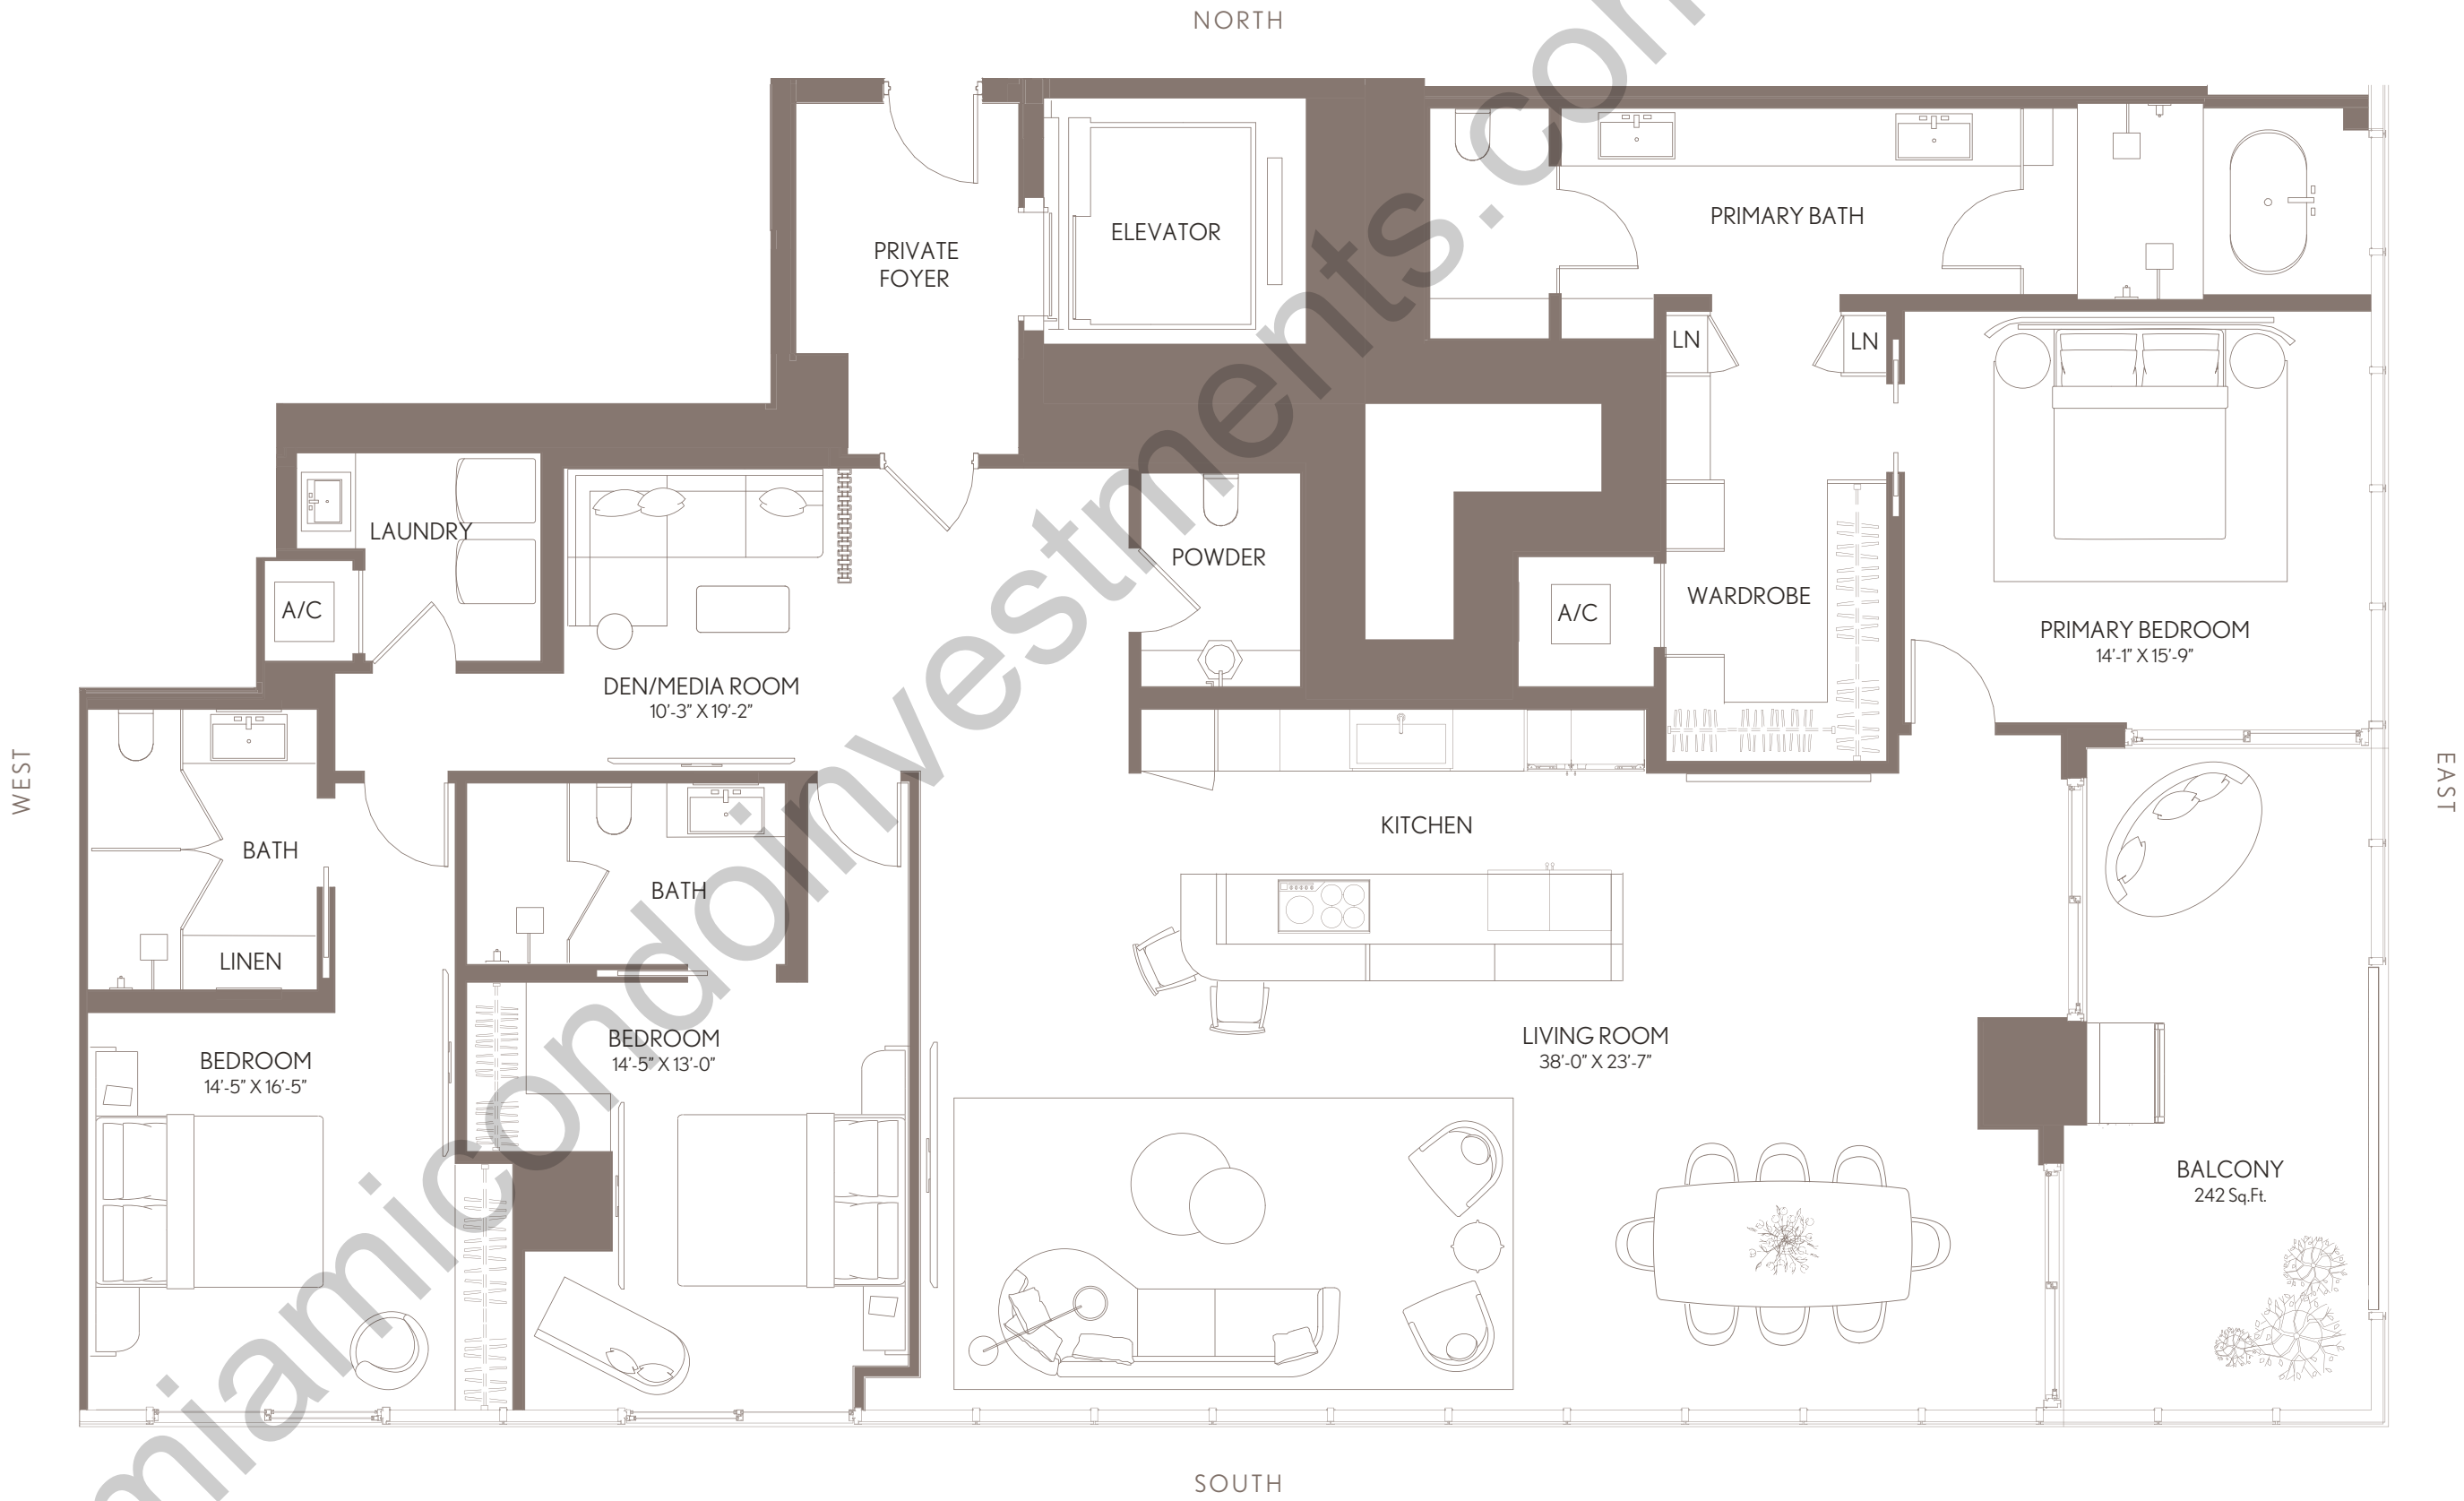 NORTH
PRIVATE
FOYER
ELEVATOR
PRIMARY BATH
LN
LN
LAUNDRY
A/C
POWDER
A/C
WARDROBE
PRIMARY BEDROOM
14'-1" X 15'-9"
DEN/MEDIA ROOM
10'-3" X 19'-2"
WEST
EAST
BATH
BATH
LINEN
KITCHEN
BEDROOM
14'-5" X 16'-5"
BEDROOM
14'-5" X 13'-0"
LIVING ROOM
38'-0" X 23'-7"
BALCONY
242 Sq.Ft.
SOUTH
miamicondoinvestments.com